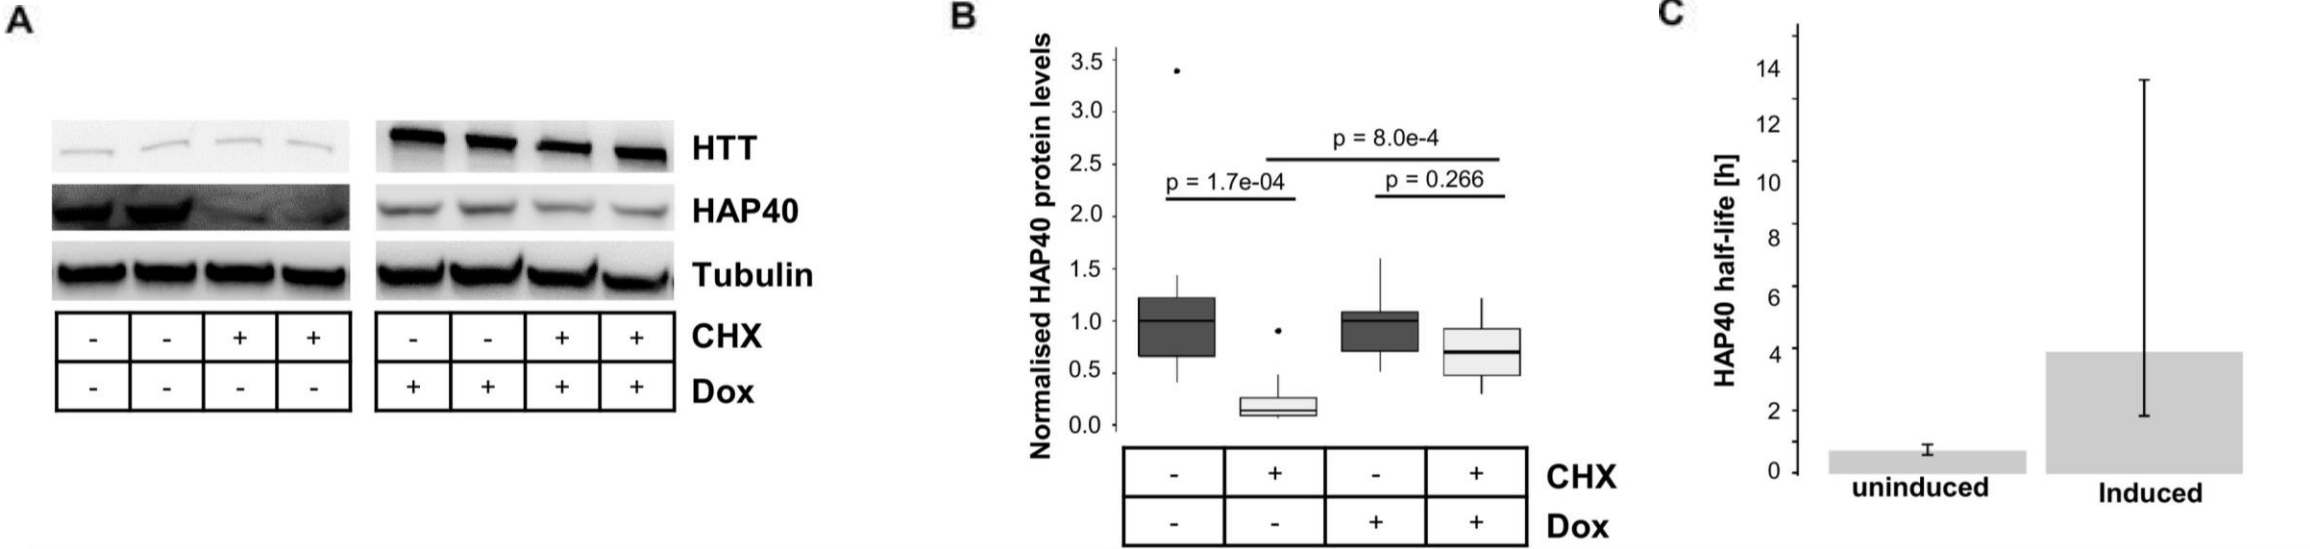 A
HTT
HAP40
Tubulin
- - + + - - + + CHX
- - - - + + + + Dox
B
Normalised HAP40 protein levels
3.5
3.0
2.5
2.0
1.5
1.0
0.5
0.0
p = 8.0e-4
p = 1.7e-04
p = 0.266
- + - + CHX
- - + + Dox
C
HAP40 half-life [h]
14
12
10
8
6
4
2
0
uninduced
Induced